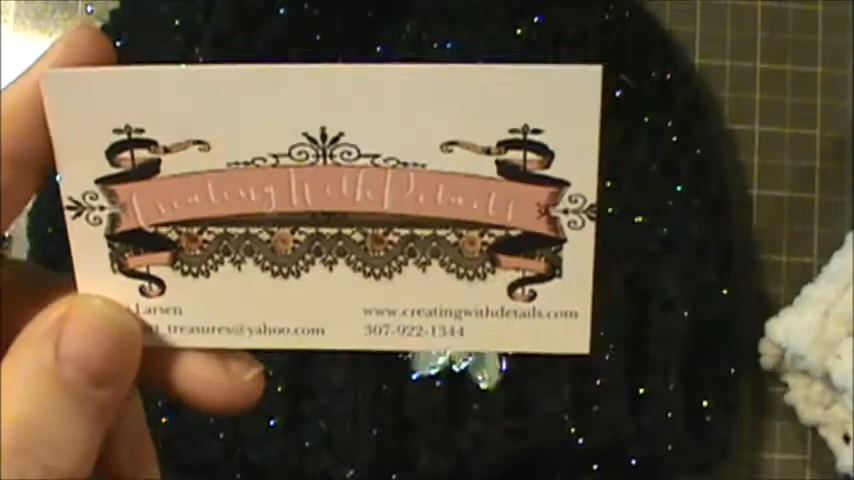 Creating With Details
Larsen
www.creatingwithdetails.com
treasures@yahoo.com
307-922-1344